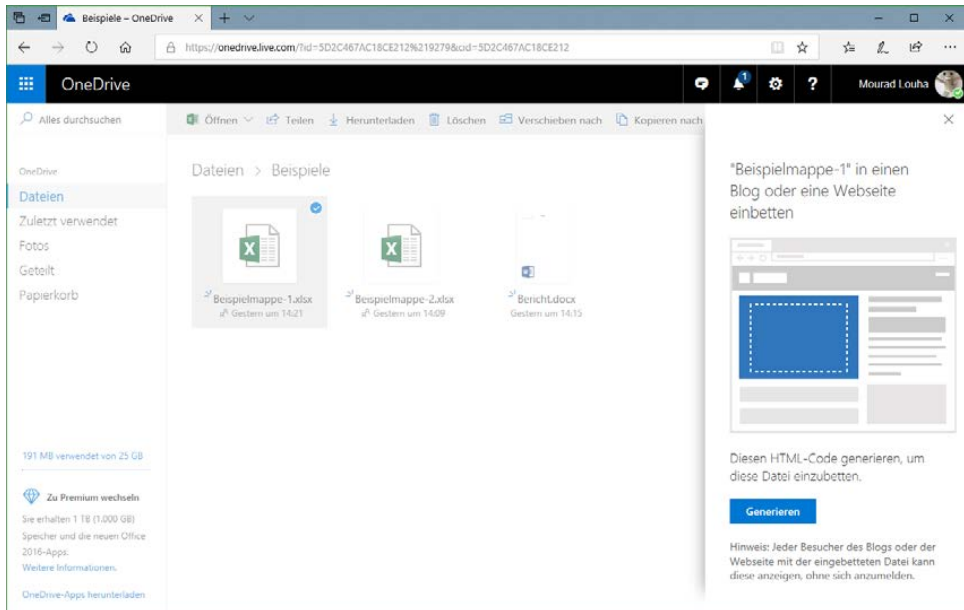 Beispiele – OneDrive
https://onedrive.live.com/?id=5D2C467AC18CE212%219279&cid=5D2C467AC18CE212
OneDrive
1
?
Mourad Louha
Alles durchsuchen
Öffnen
Teilen
Herunterladen
Löschen
Verschieben nach
Kopieren nach
OneDrive
Dateien
Zuletzt verwendet
Fotos
Geteilt
Papierkorb
Dateien > Beispiele
Beispielmappe-1.xlsx
Gestern um 14:21
Beispielmappe-2.xlsx
Gestern um 14:09
Bericht.docx
Gestern um 14:15
191 MB verwendet von 25 GB
Zu Premium wechseln
Sie erhalten 1 TB (1.000 GB)
Speicher und die neuen Office
2016-Apps.
Weitere Informationen.
OneDrive-Apps herunterladen
"Beispielmappe-1" in einen
Blog oder eine Webseite
einbetten
Diesen HTML-Code generieren, um
diese Datei einzubetten.
Generieren
Hinweis: Jeder Besucher des Blogs oder der
Webseite mit der eingebetteten Datei kann
diese anzeigen, ohne sich anzumelden.